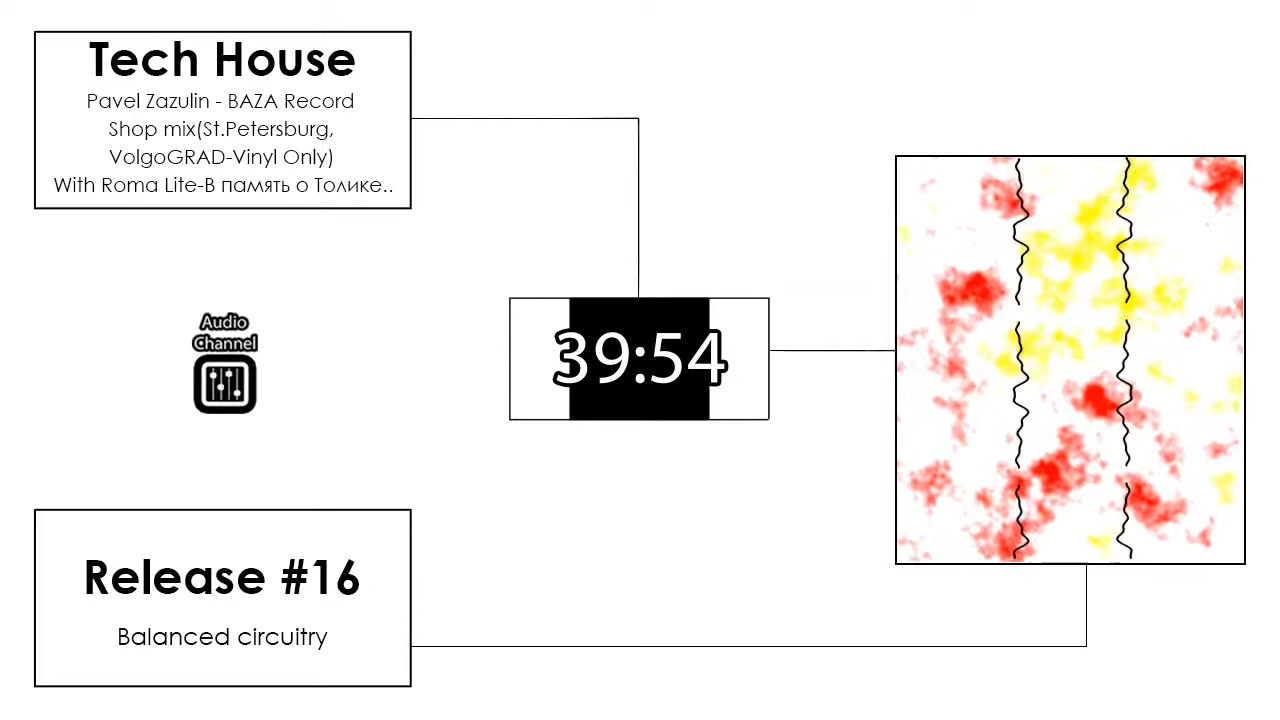 Tech House
Pavel Zazulin - BAZA Record
Shop mix(St.Petersburg,
VolgoGRAD-Vinyl Only)
With Roma Lite-В память о Толике..
Audio
Channel
39:54
Release #16
Balanced circuitry